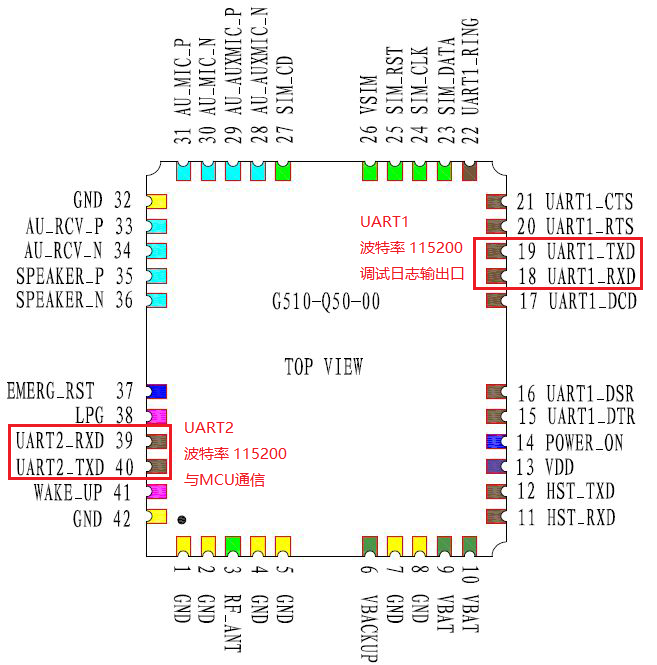 31 AU_MIC_P
30 AU_MIC_N
29 AU_AUXMIC_P
28 AU_AUXMIC_N
27 SIM_CD
26 VSIM
25 SIM_RST
24 SIM_CLK
23 SIM_DATA
22 UART1_RING
GND 32
AU_RCV_P 33
AU_RCV_N 34
SPEAKER_P 35
SPEAKER_N 36
UART1
波特率 115200
调试日志输出口
21 UART1_CTS
20 UART1_RTS
19 UART1_TXD
18 UART1_RXD
17 UART1_DCD
G510-Q50-00
TOP VIEW
EMERG_RST 37
LPG 38
UART2_RXD 39
UART2_TXD 40
WAKE_UP 41
GND 42
UART2
波特率 115200
与MCU通信
16 UART1_DSR
15 UART1_DTR
14 POWER_ON
13 VDD
12 HST_TXD
11 HST_RXD
1 GND
2 GND
3 RF_ANT
4 GND
5 GND
6 VBACKUP
7 GND
8 GND
9 VBAT
10 VBAT